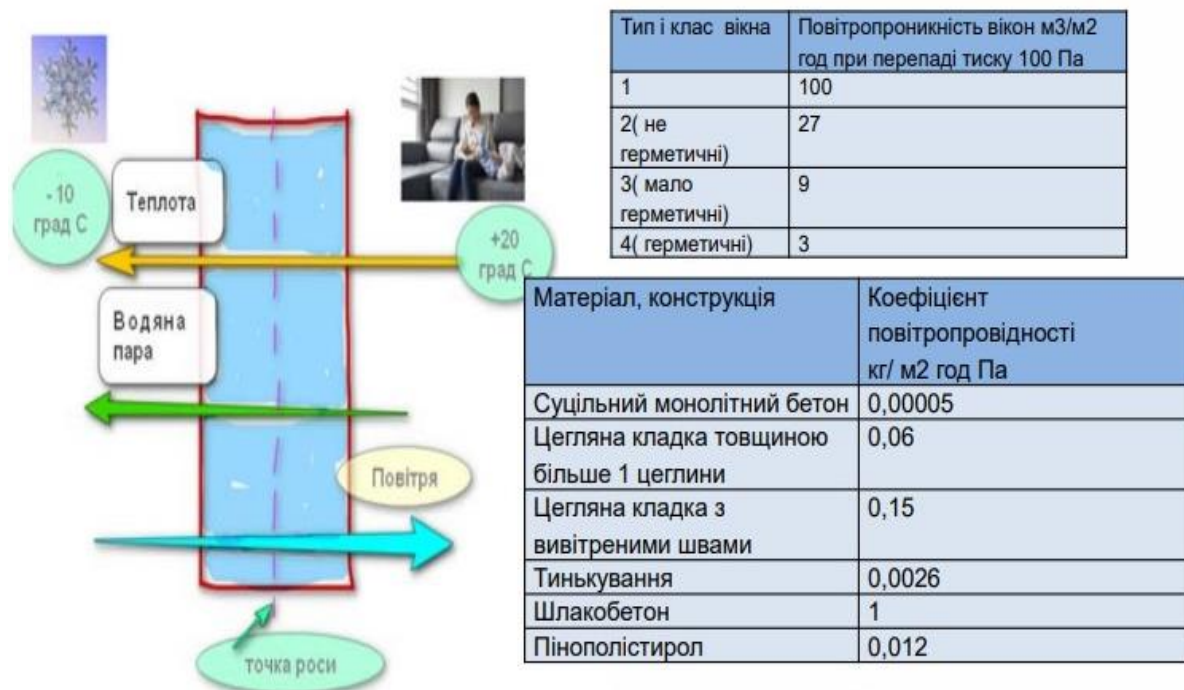 - 10
град С
Теплота
+20
град С
Водяна
пара
Повітря
точка роси
Тип і клас вікна
Повітропроникність вікон м3/м2
год при перепаді тиску 100 Па
1
100
2( не
герметичні)
27
3( мало
герметичні)
9
4( герметичні)
3
Матеріал, конструкція
Коефіцієнт
повітропровідності
кг/ м2 год Па
Суцільний монолітний бетон
0,00005
Цегляна кладка товщиною
більше 1 цеглини
0,06
Цегляна кладка з
вивітреними швами
0,15
Тинькування
0,0026
Шлакобетон
1
Пінополістирол
0,012